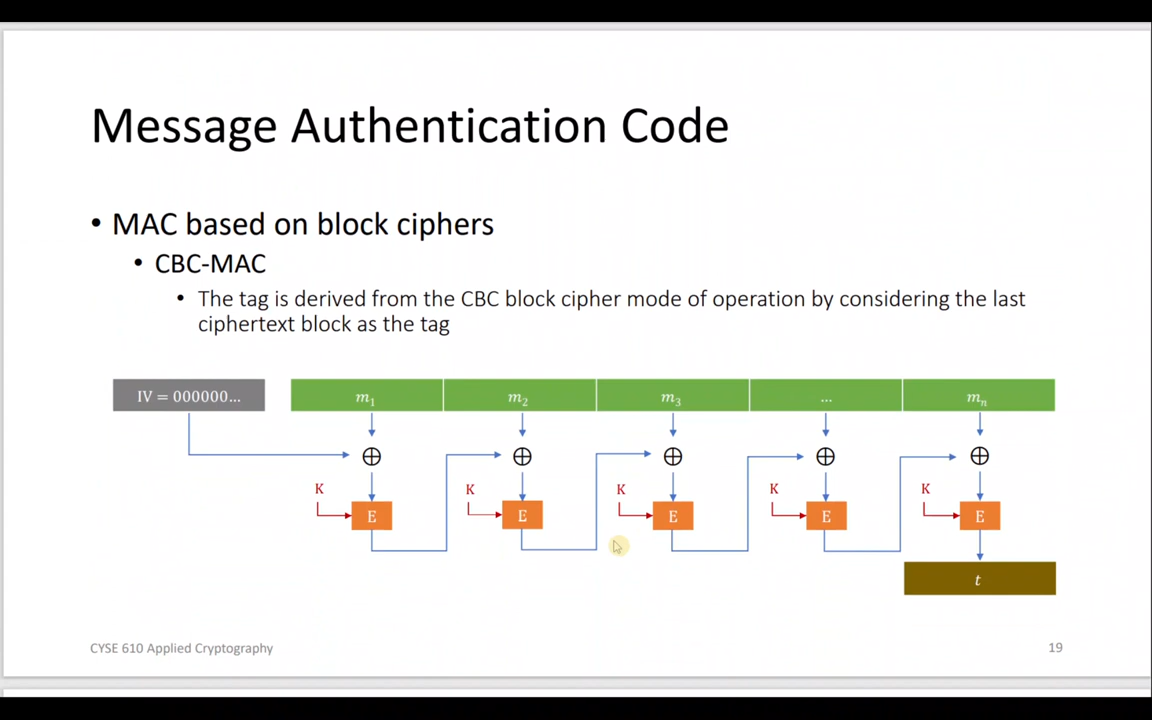 Message Authentication Code
• MAC based on block ciphers
• CBC-MAC
• The tag is derived from the CBC block cipher mode of operation by considering the last
ciphertext block as the tag
IV = 000000... m₁ m₂ m₃ ... mₙ
⊕ ⊕ ⊕ ⊕ ⊕
K K K K K
E E E E E
t
CYSE 610 Applied Cryptography 19